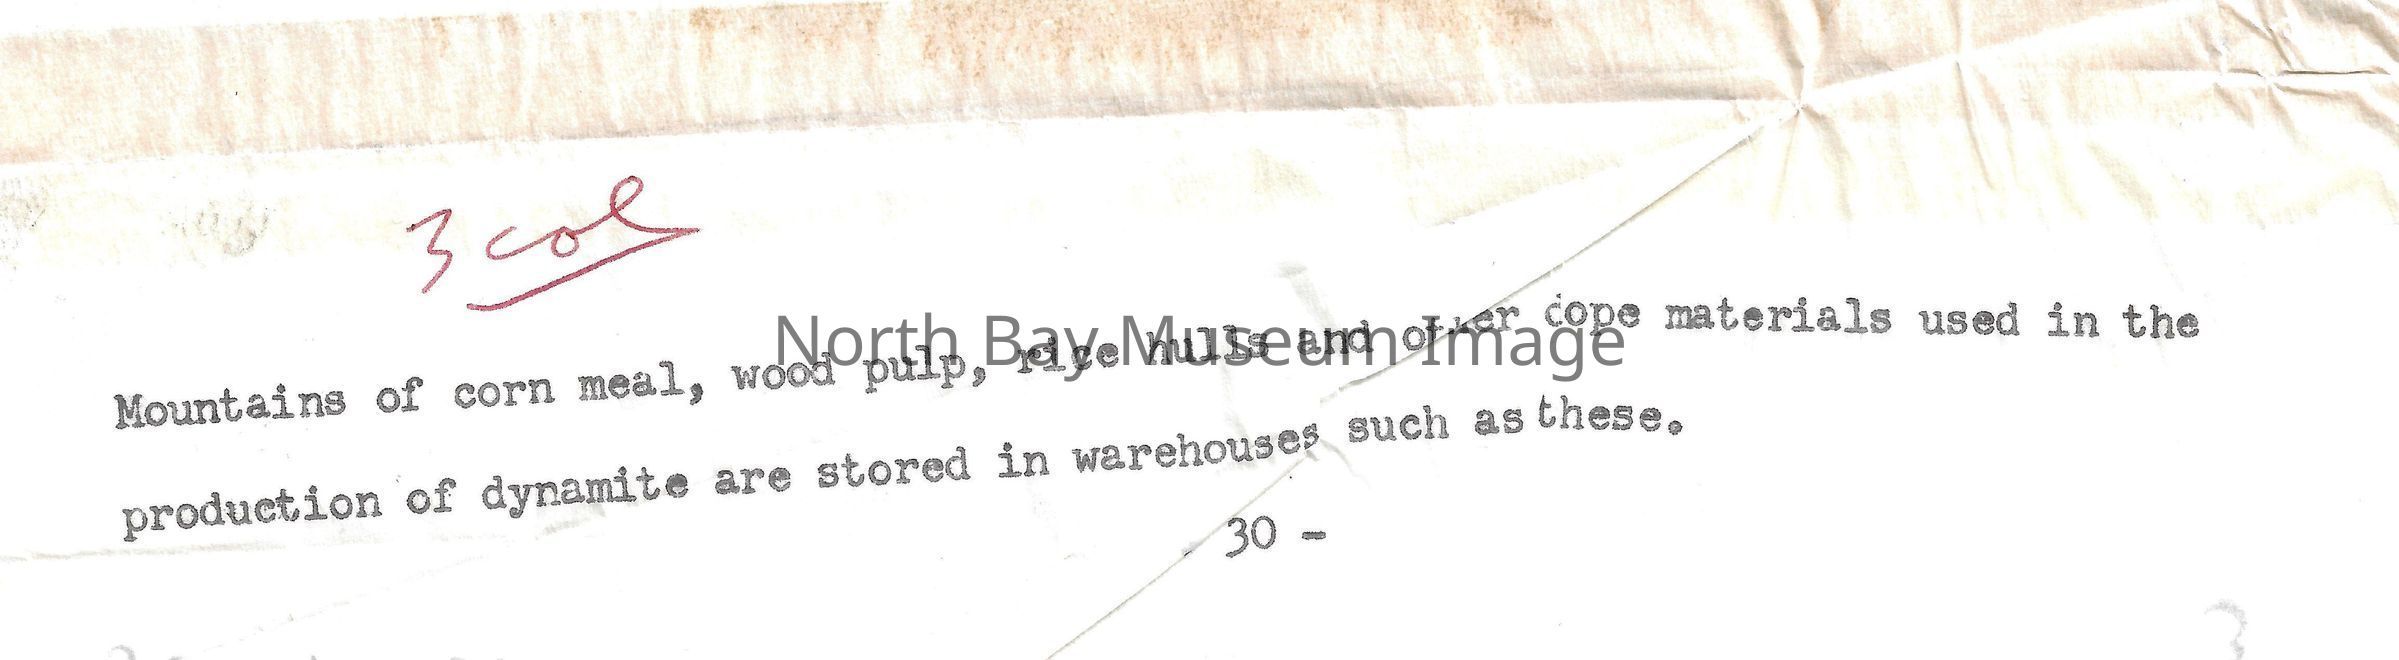 3 col
Mountains of corn meal, wood pulp, rice hulls and other dope materials used in the
North Bay Museum Image
production of dynamite are stored in warehouses such as these.
30 -